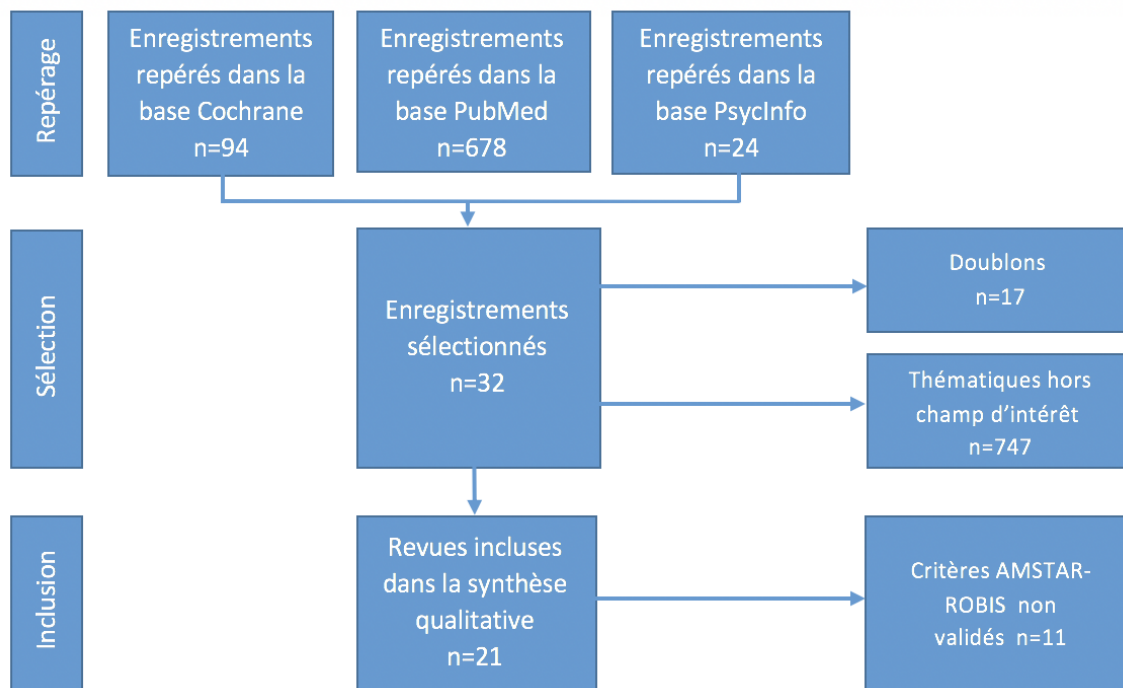 Repérage
Enregistrements
repérés dans la
base Cochrane
n=94
Enregistrements
repérés dans la
base PubMed
n=678
Enregistrements
repérés dans la
base PsycInfo
n=24
Sélection
Enregistrements
sélectionnés
n=32
Doublons
n=17
Thématiques hors
champ d’intérêt
n=747
Inclusion
Revues incluses
dans la synthèse
qualitative
n=21
Critères AMSTAR-
ROBIS non
validés n=11